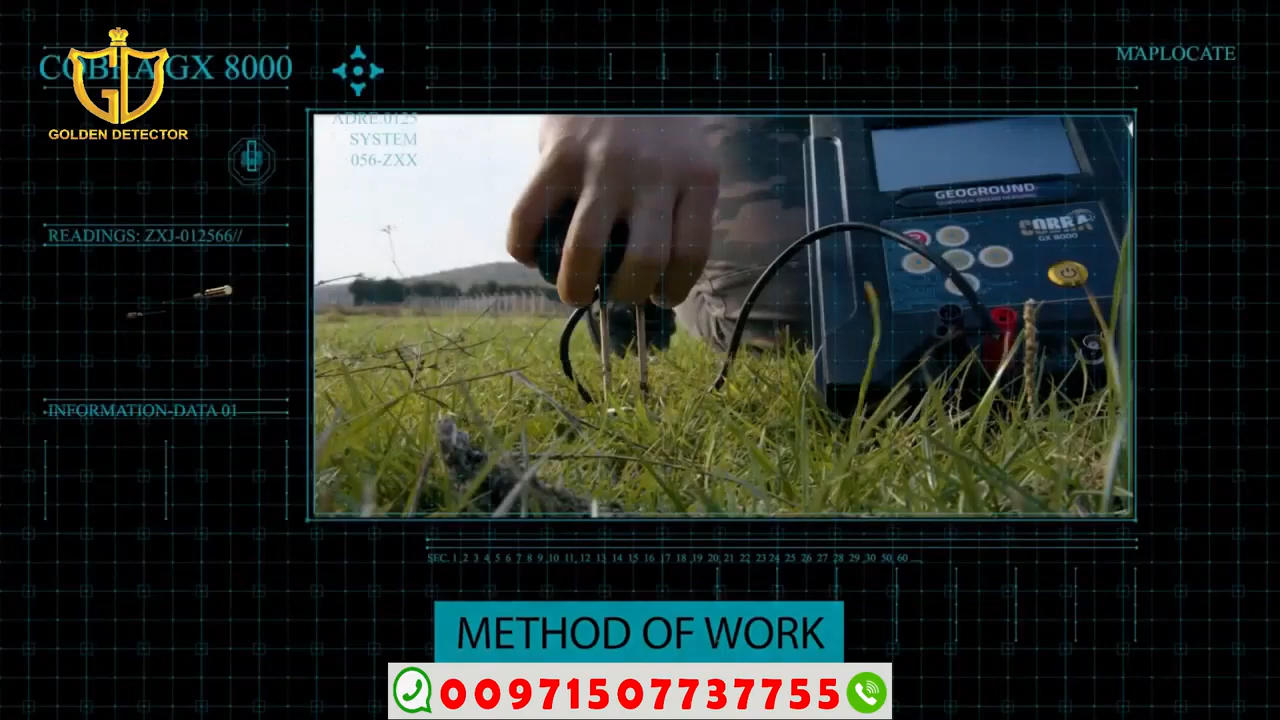 COBRA GX 8000
GOLDEN DETECTOR
MAPLOCATE
ADRE.0125
SYSTEM
056-ZXX
GEOGROUND
COBRA
GX 8000
READINGS: ZXJ-012566//
INFORMATION-DATA 01
SEC. 1 2 3 4 5 6 7 8 9 10 11 12 13 14 15 16 17 18 19 20 21 22 23 24 25 26 27 28 29 30 50 60
METHOD OF WORK
00971507737755